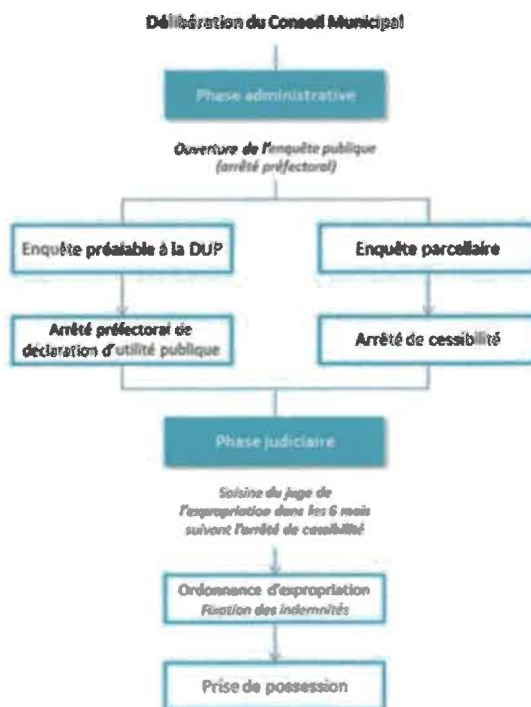 Délibération du Conseil Municipal
Phase administrative
Ouverture de l'enquête publique
(arrêté préfectoral)
Enquête préalable à la DUP
Enquête parcellaire
Arrêté préfectoral de
déclaration d'utilité publique
Arrêté de cessibilité
Phase judiciaire
Saisine du juge de
l'expropriation dans les 6 mois
suivant l'arrêté de cessibilité
Ordonnance d'expropriation
Fixation des indemnités
Prise de possession